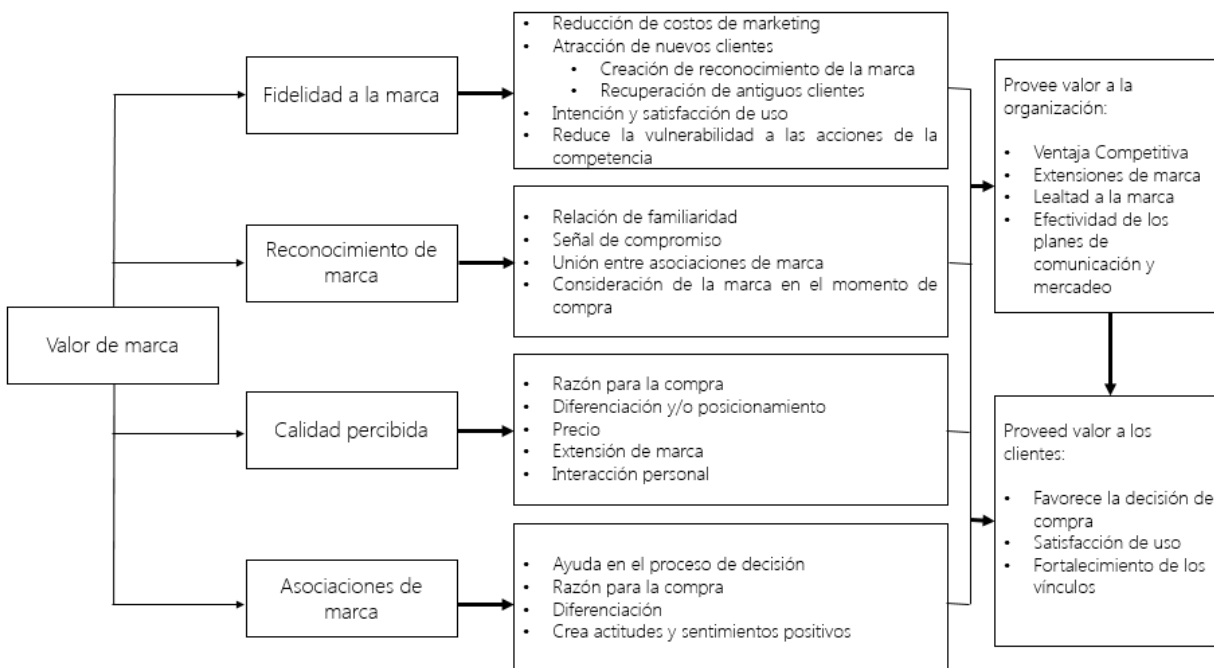 Valor de marca
Fidelidad a la marca
• Reducción de costos de marketing
• Atracción de nuevos clientes
• Creación de reconocimiento de la marca
• Recuperación de antiguos clientes
• Intención y satisfacción de uso
• Reduce la vulnerabilidad a las acciones de la
competencia
Reconocimiento de
marca
• Relación de familiaridad
• Señal de compromiso
• Unión entre asociaciones de marca
• Consideración de la marca en el momento de
compra
Calidad percibida
• Razón para la compra
• Diferenciación y/o posicionamiento
• Precio
• Extensión de marca
• Interacción personal
Asociaciones de
marca
• Ayuda en el proceso de decisión
• Razón para la compra
• Diferenciación
• Crea actitudes y sentimientos positivos
Provee valor a la
organización:
• Ventaja Competitiva
• Extensiones de marca
• Lealtad a la marca
• Efectividad de los
planes de
comunicación y
mercadeo
Proveed valor a los
clientes:
• Favorece la decisión de
compra
• Satisfacción de uso
• Fortalecimiento de los
vínculos